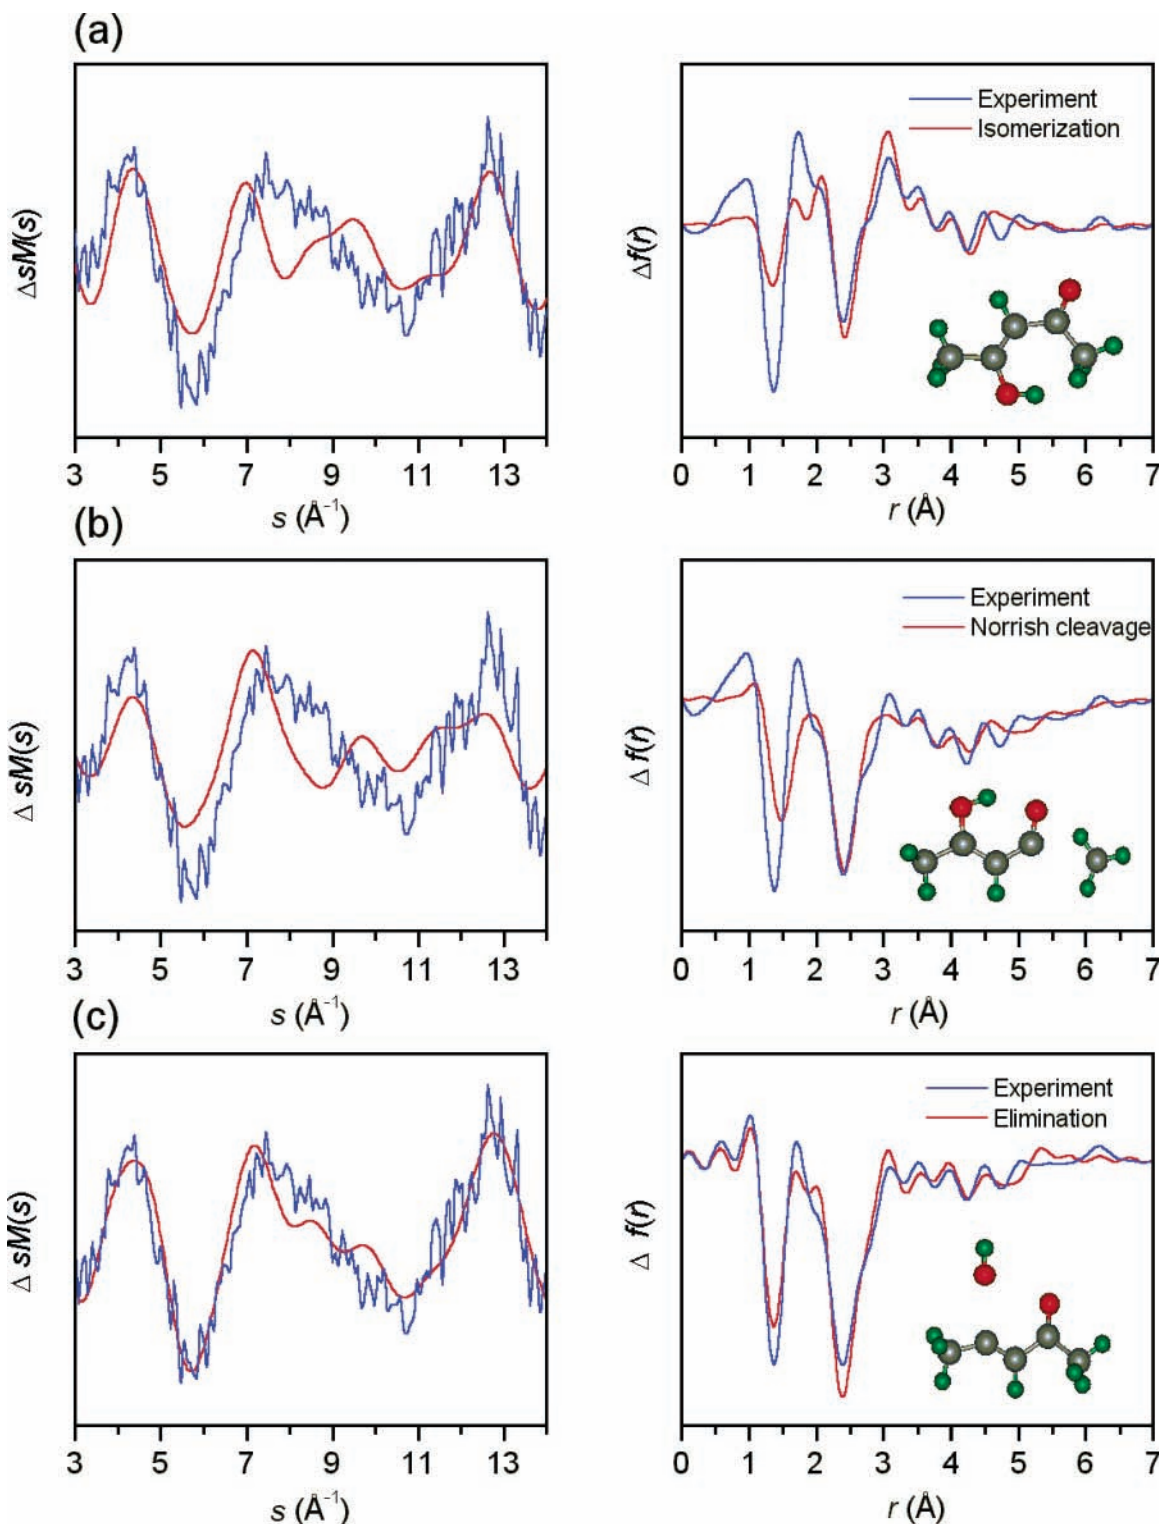 (a)
ΔsM(s)
3 5 7 9 11 13
s (Å⁻¹)
Δf(r)
Experiment
Isomerization
0 1 2 3 4 5 6 7
r (Å)
(b)
Δ sM(s)
3 5 7 9 11 13
s (Å⁻¹)
Δ f(r)
Experiment
Norrish cleavage
0 1 2 3 4 5 6 7
r (Å)
(c)
Δ sM(s)
3 5 7 9 11 13
s (Å⁻¹)
Δ f(r)
Experiment
Elimination
0 1 2 3 4 5 6 7
r (Å)